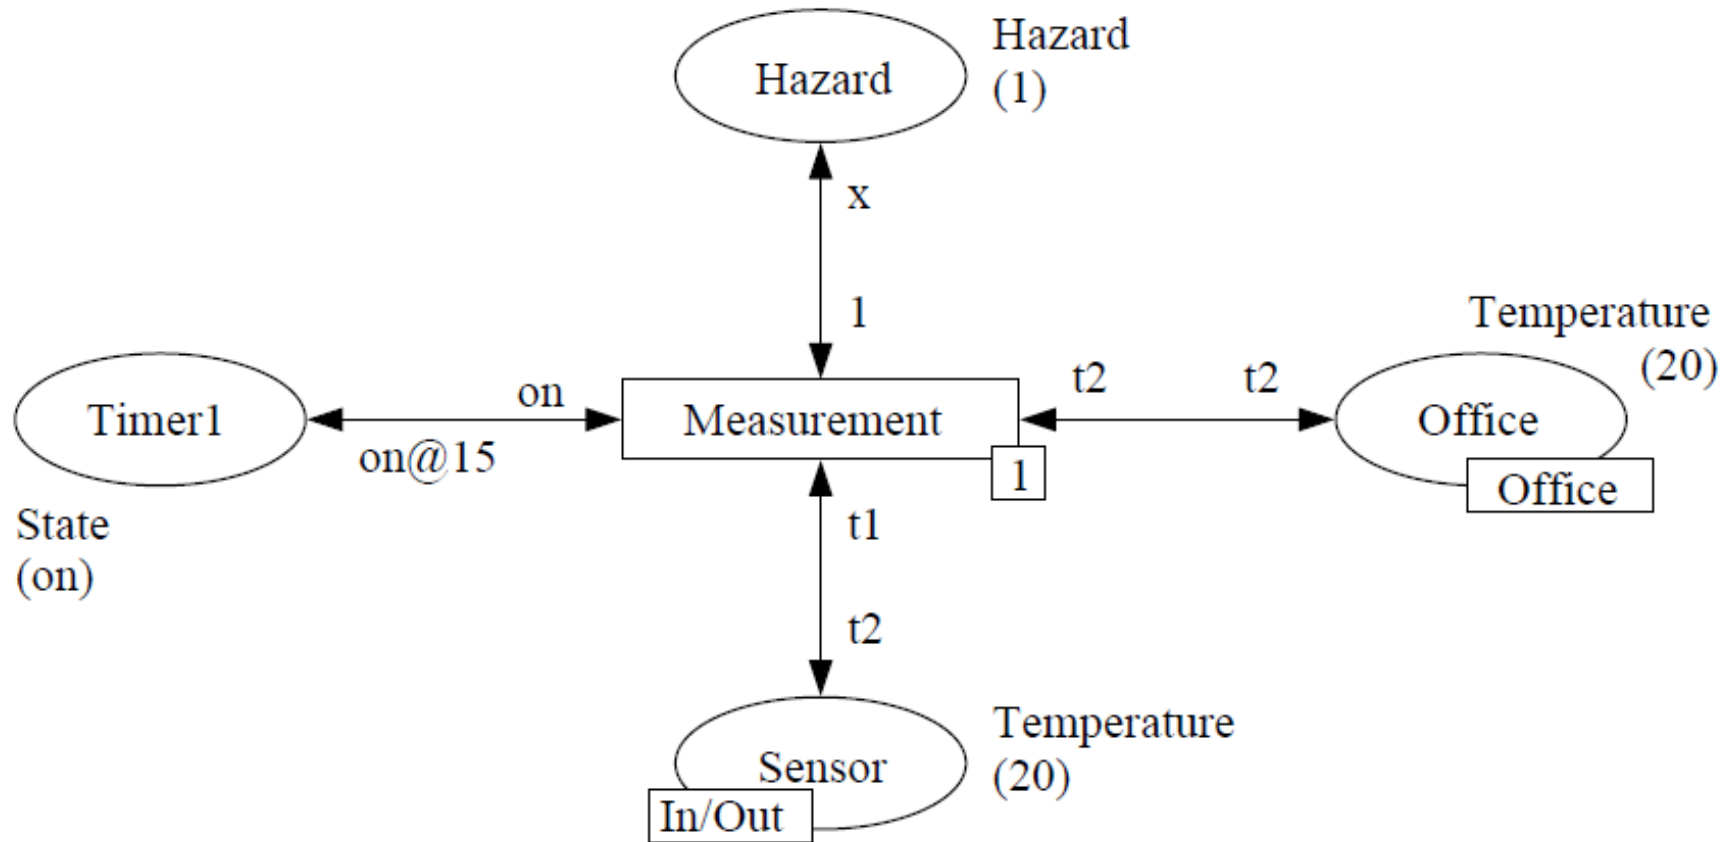 Hazard
Hazard
(1)
x
1
Temperature
(20)
Timer1
on
on@15
Measurement
1
t2
t2
Office
Office
State
(on)
t1
t2
Sensor
In/Out
Temperature
(20)